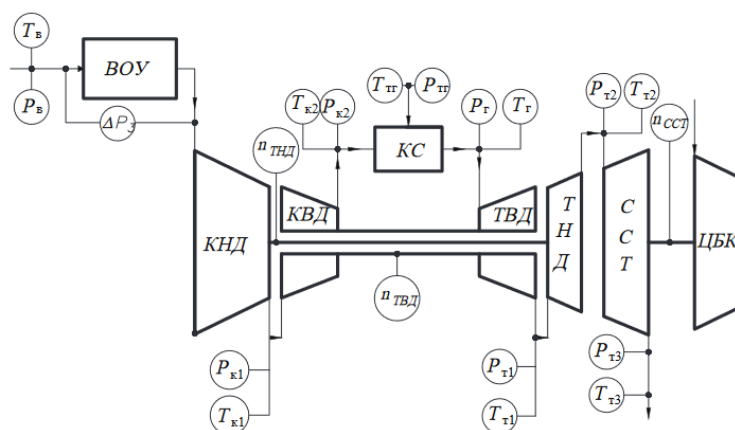 Tв
ВОУ
Pв
ΔP3
nТНД
Tк2
Pк2
Tтг
Pтг
КС
Pг
Tг
Pт2
Tт2
nССТ
КНД
КВД
ТВД
Т
Н
Д
С
С
Т
ЦБК
nТВД
Pк1
Tк1
Pт1
Tт1
Pт3
Tт3